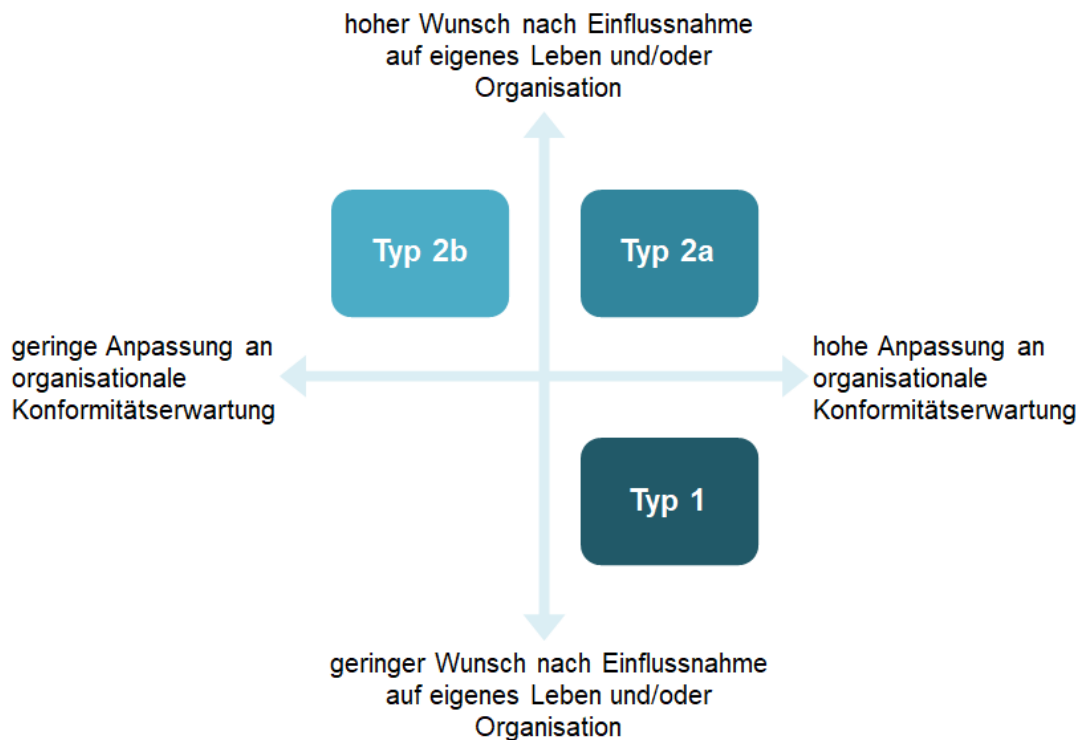 hoher Wunsch nach Einflussnahme
auf eigenes Leben und/oder
Organisation
Typ 2b
Typ 2a
geringe Anpassung an
organisationale
Konformitätserwartung
hohe Anpassung an
organisationale
Konformitätserwartung
Typ 1
geringer Wunsch nach Einflussnahme
auf eigenes Leben und/oder
Organisation